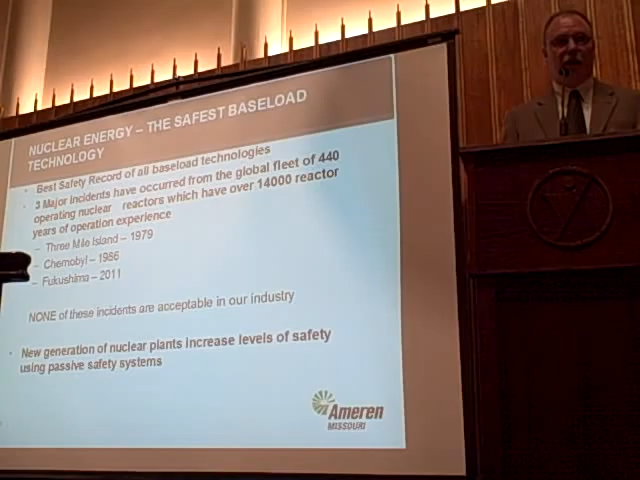 NUCLEAR ENERGY – THE SAFEST BASELOAD
TECHNOLOGY
· Best Safety Record of all baseload technologies
· 3 Major Incidents have occurred from the global fleet of 440
operating nuclear reactors which have over 14000 reactor
years of operation experience
– Three Mile Island – 1979
– Chernobyl – 1986
– Fukushima – 2011
NONE of these incidents are acceptable in our industry
· New generation of nuclear plants increase levels of safety
using passive safety systems
Ameren
MISSOURI